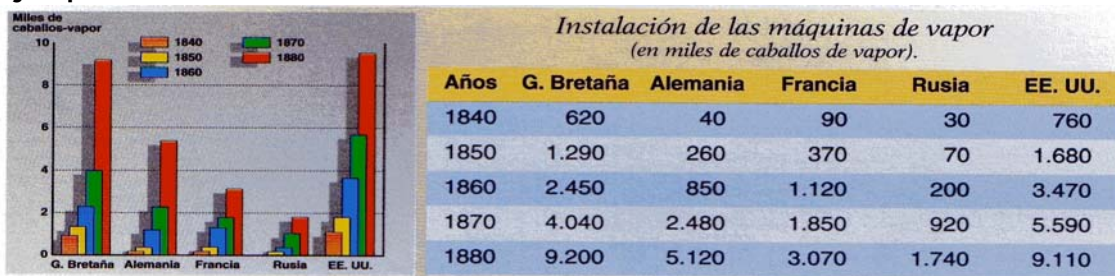 Miles de
caballos-vapor
10
8
6
4
2
0
1840
1850
1860
1870
1880
G. Bretaña Alemania Francia Rusia EE. UU.
Instalación de las máquinas de vapor
(en miles de caballos de vapor).
Años G. Bretaña Alemania Francia Rusia EE. UU.
1840 620 40 90 30 760
1850 1.290 260 370 70 1.680
1860 2.450 850 1.120 200 3.470
1870 4.040 2.480 1.850 920 5.590
1880 9.200 5.120 3.070 1.740 9.110